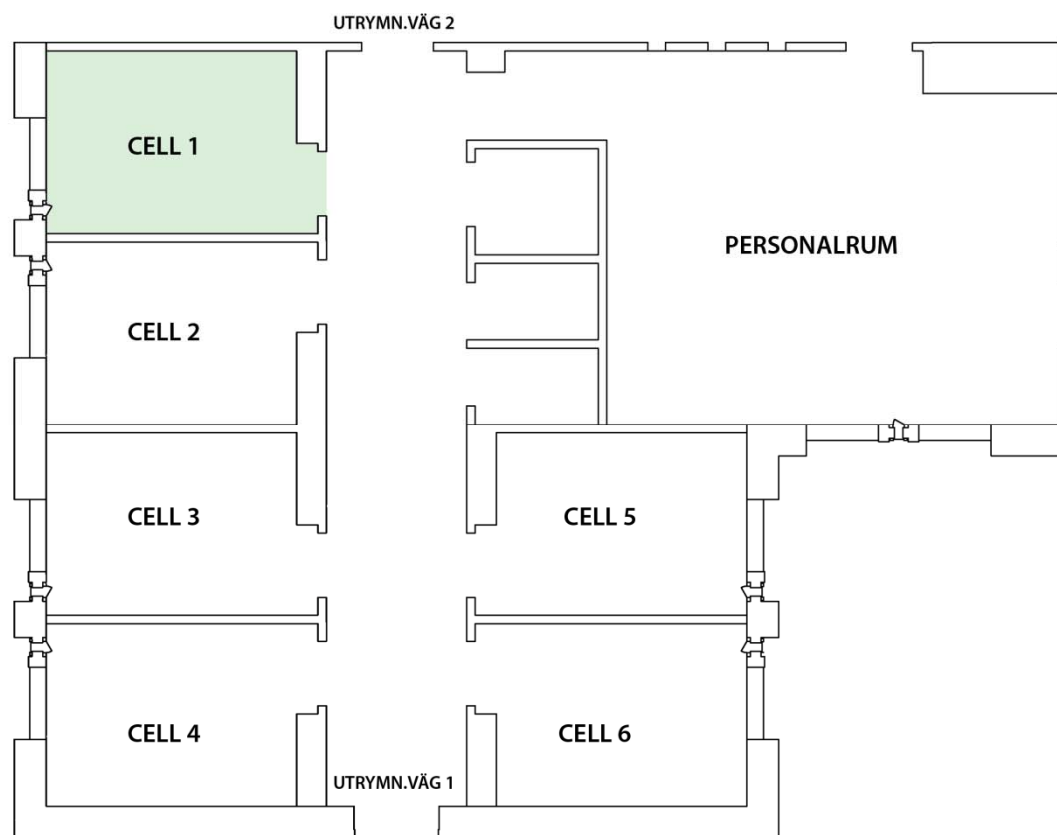 UTRYMN.VÄG 2
CELL 1
PERSONALRUM
CELL 2
CELL 3
CELL 5
CELL 4
CELL 6
UTRYMN.VÄG 1